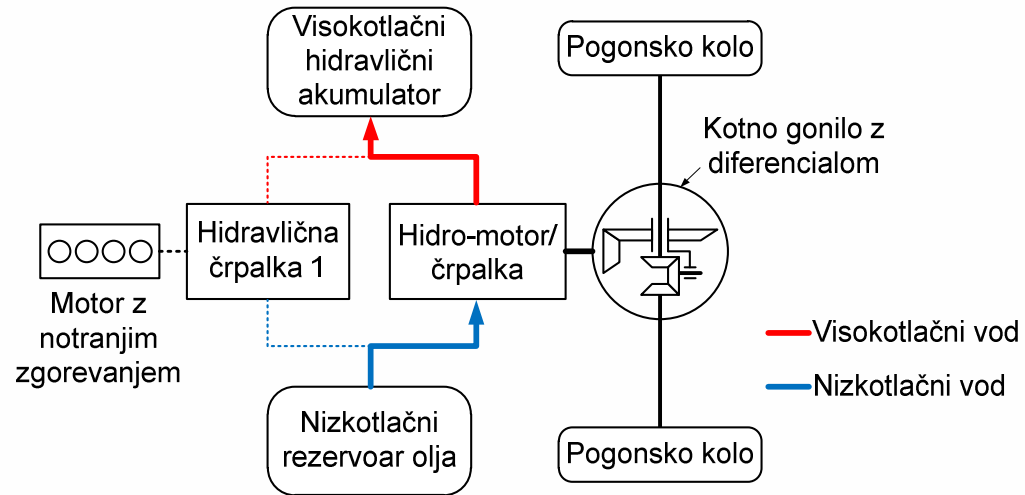 Visokotlačni
hidravlični
akumulator
Pogonsko kolo
Kotno gonilo z
diferencialom
Hidravlična
črpalka 1
Hidro-motor/
črpalka
Motor z
notranjim
zgorevanjem
Visokotlačni vod
Nizkotlačni vod
Nizkotlačni
rezervoar olja
Pogonsko kolo